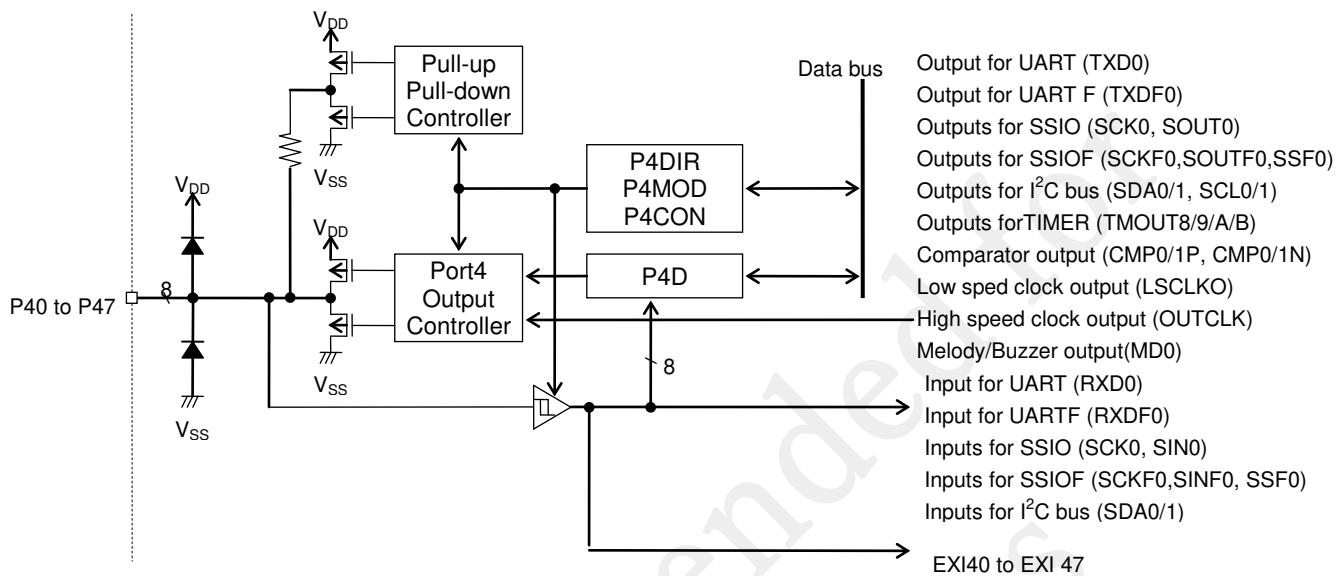 VDD
Pull-up
Pull-down
Controller
VSS
VDD
VSS
P40 to P47
8
VDD
Port4
Output
Controller
VSS
P4DIR
P4MOD
P4CON
P4D
8
Data bus
Output for UART (TXD0)
Output for UART F (TXDF0)
Outputs for SSIO (SCK0, SOUT0)
Outputs for SSIOF (SCKF0,SOUTF0,SSF0)
Outputs for I²C bus (SDA0/1, SCL0/1)
Outputs forTIMER (TMOUT8/9/A/B)
Comparator output (CMP0/1P, CMP0/1N)
Low sped clock output (LSCLKO)
High speed clock output (OUTCLK)
Melody/Buzzer output(MD0)
Input for UART (RXD0)
Input for UARTF (RXDF0)
Inputs for SSIO (SCK0, SIN0)
Inputs for SSIOF (SCKF0,SINF0, SSF0)
Inputs for I²C bus (SDA0/1)
EXI40 to EXI 47
ended for